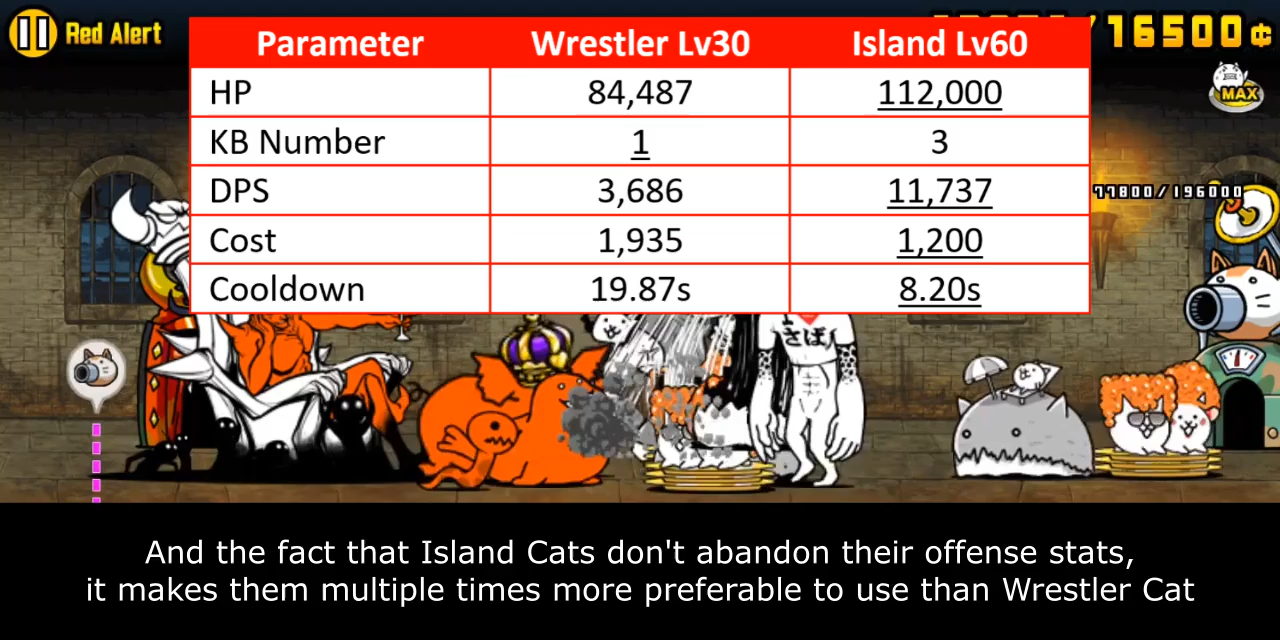 Red Alert
/16500¢
MAX
Parameter Wrestler Lv30 Island Lv60
HP 84,487 112,000
KB Number 1 3
DPS 3,686 11,737
Cost 1,935 1,200
Cooldown 19.87s 8.20s
77800/196000
さば
And the fact that Island Cats don't abandon their offense stats,
it makes them multiple times more preferable to use than Wrestler Cat